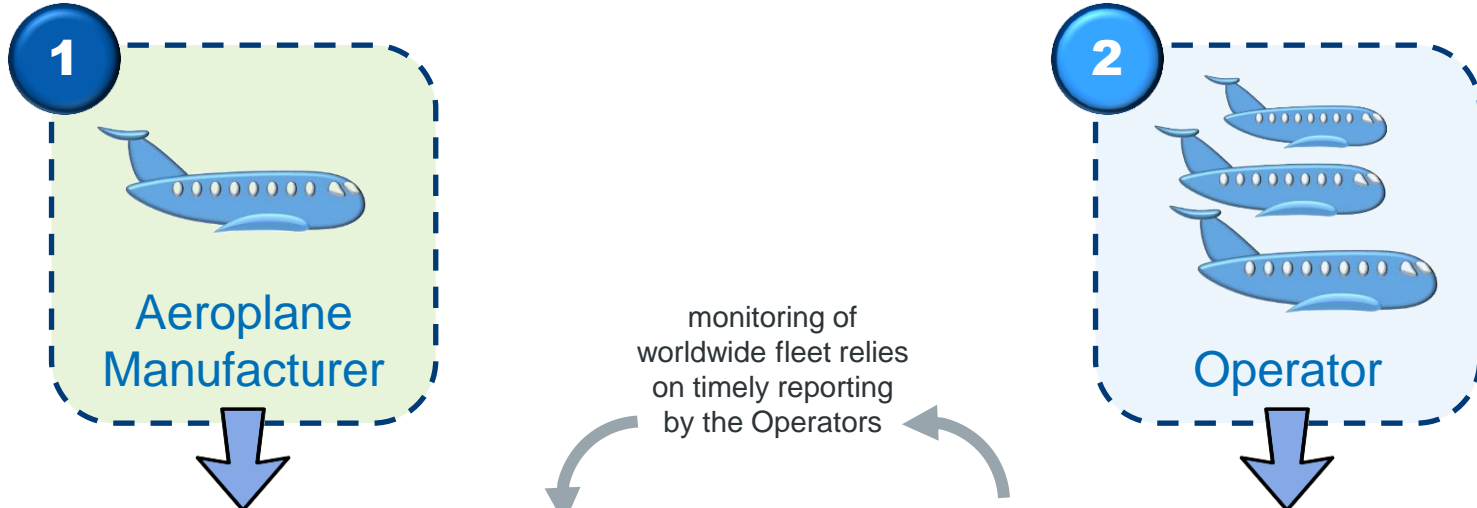 1
Aeroplane
Manufacturer
monitoring of
worldwide fleet relies
on timely reporting
by the Operators
2
Operator